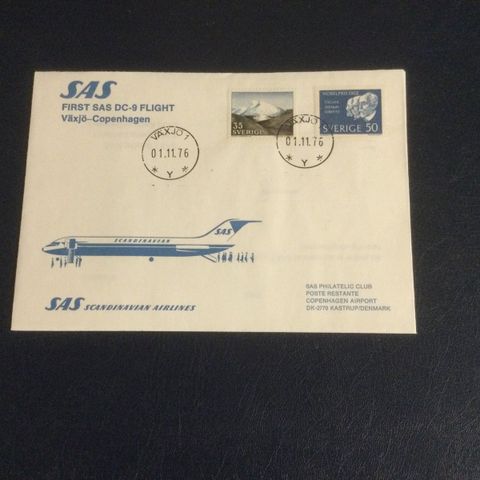 SAS
FIRST SAS DC-9 FLIGHT
Växjö–Copenhagen
35
SVERIGE
NOBELPRISTAGARE
SVERIGE 50
VÄXJÖ 1
01.11.76
* Y *
VÄXJÖ 1
01.11.76
* Y *
SCANDINAVIAN
SAS
SAS SCANDINAVIAN AIRLINES
SAS PHILATELIC CLUB
POSTE RESTANTE
COPENHAGEN AIRPORT
DK-2770 KASTRUP/DENMARK